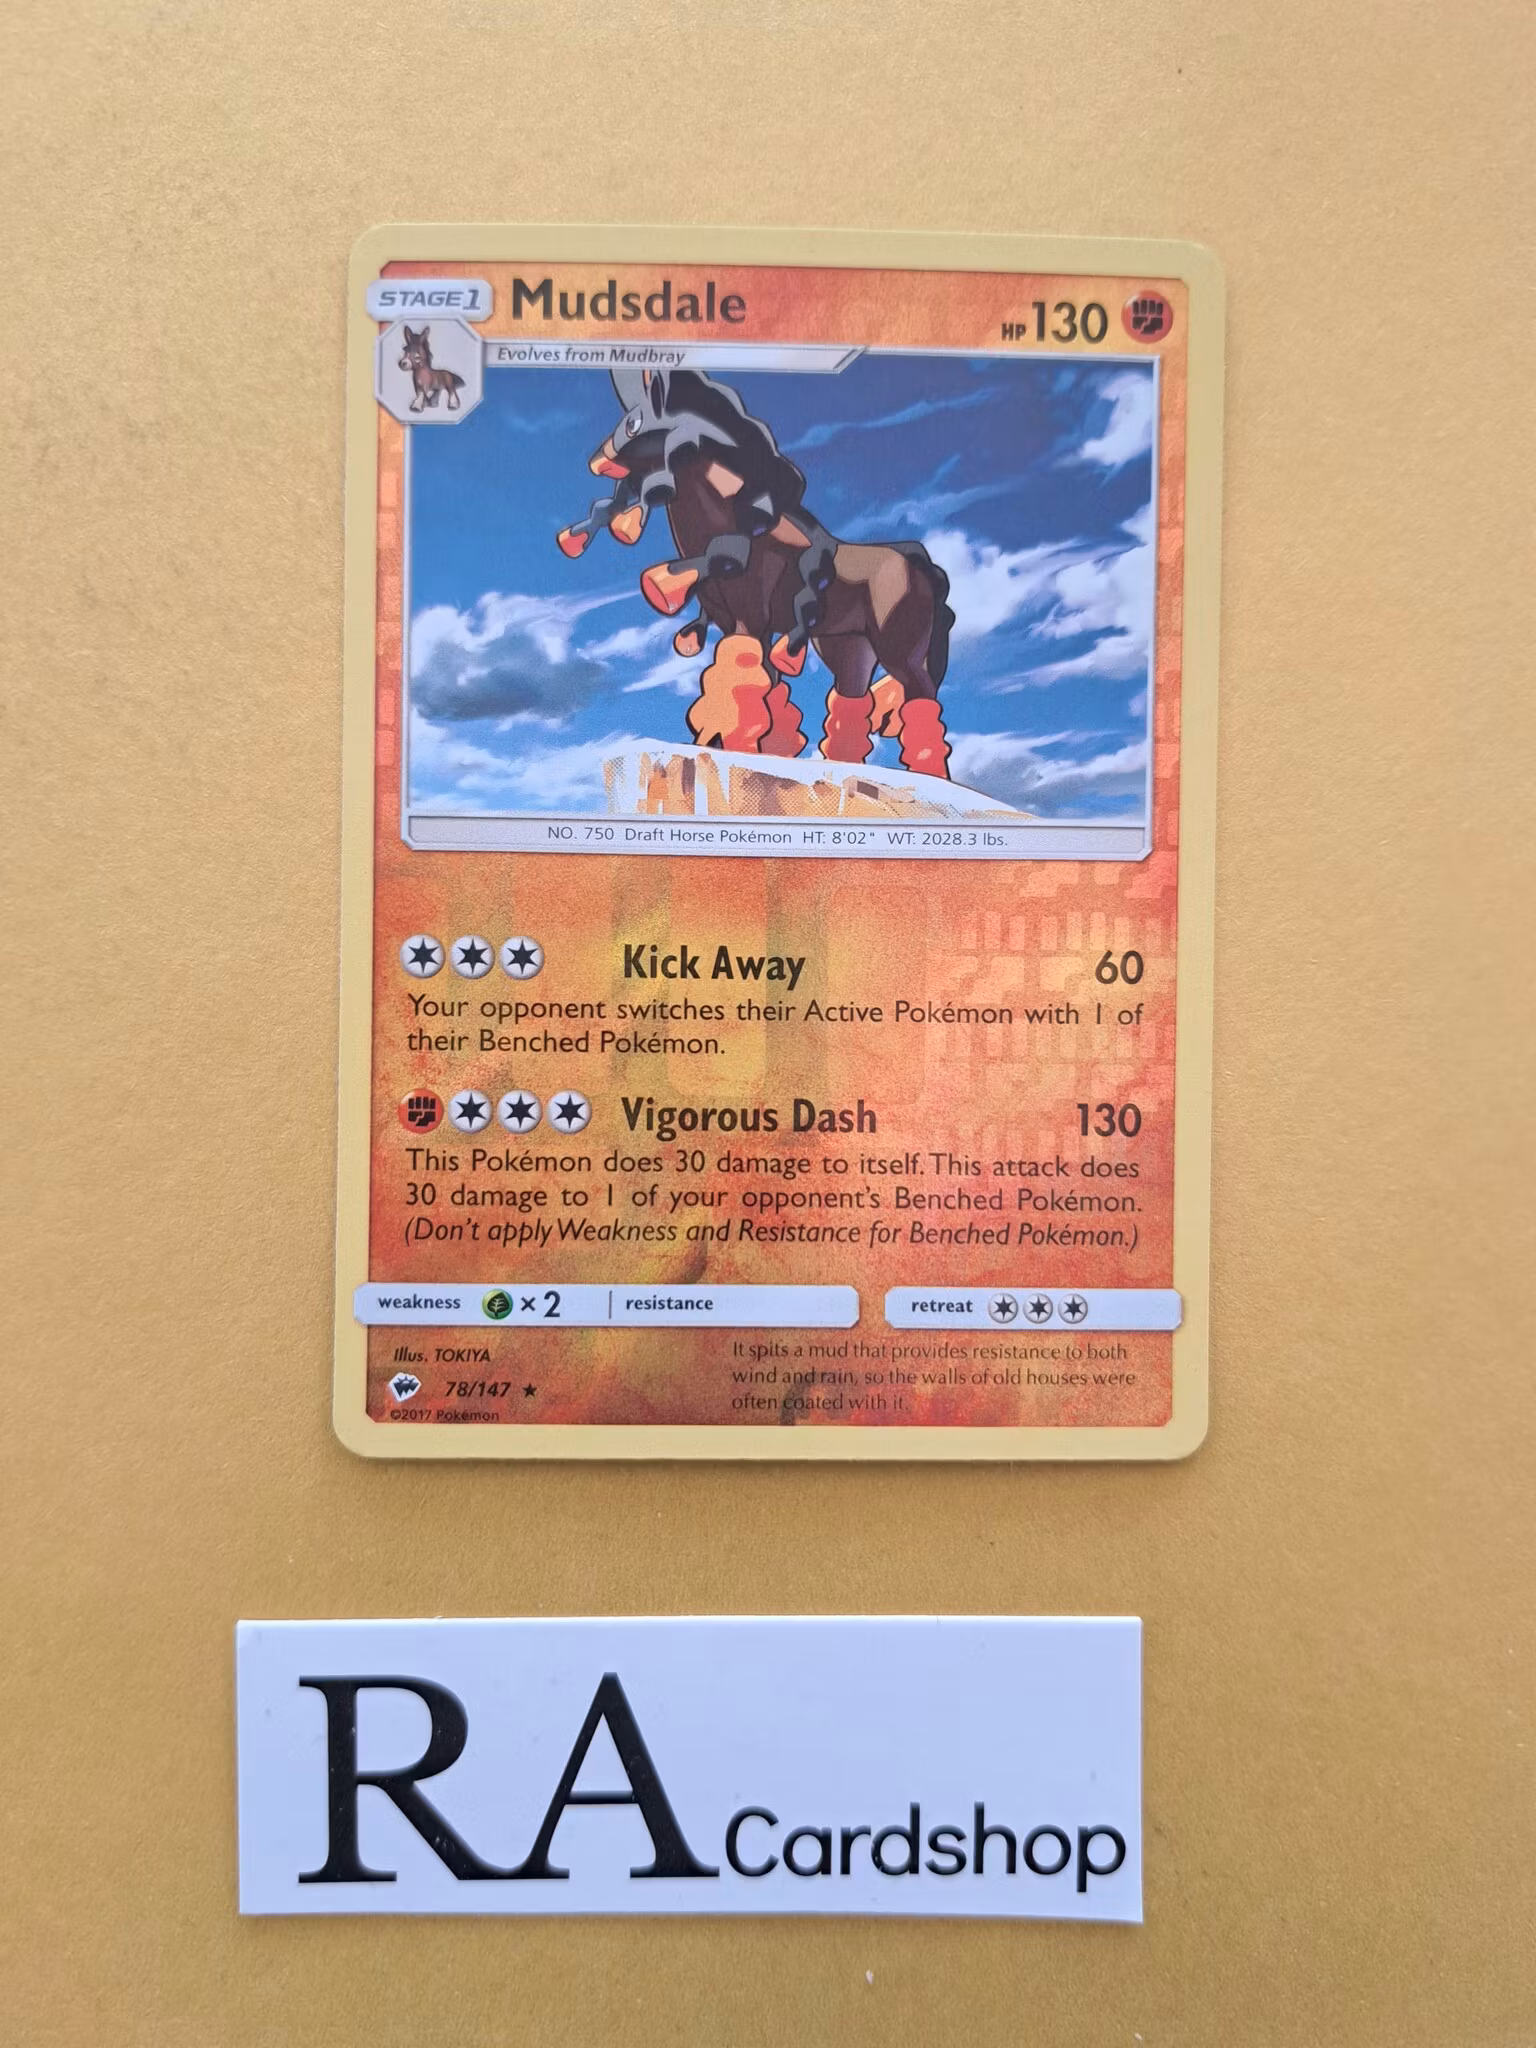 STAGE 1 Mudsdale HP 130
Evolves from Mudbray
NO. 750 Draft Horse Pokémon HT: 8'02" WT: 2028.3 lbs.
Kick Away 60
Your opponent switches their Active Pokémon with 1 of
their Benched Pokémon.
Vigorous Dash 130
This Pokémon does 30 damage to itself. This attack does
30 damage to 1 of your opponent's Benched Pokémon.
(Don't apply Weakness and Resistance for Benched Pokémon.)
weakness × 2 resistance retreat
Illus. TOKIYA
78/147 ★
©2017 Pokémon
It spits a mud that provides resistance to both
wind and rain, so the walls of old houses were
often coated with it.
RA Cardshop